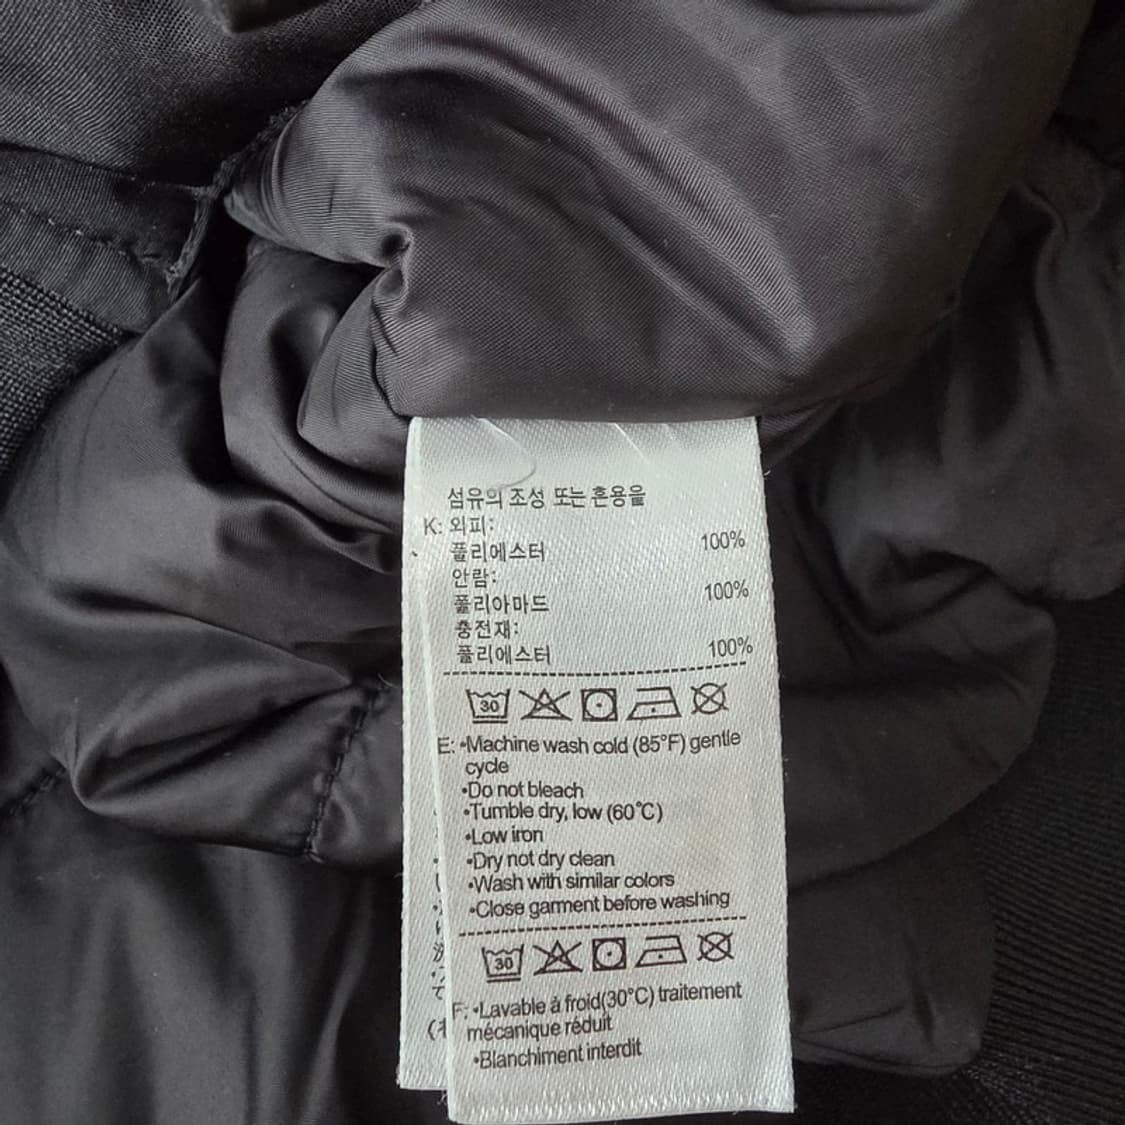 섬유의 조성 또는 혼용율
K: 외피:
폴리에스터 100%
안람:
폴리아마드 100%
충전재:
폴리에스터 100%
30
E: •Machine wash cold (85°F) gentle
cycle
•Do not bleach
•Tumble dry, low (60°C)
•Low iron
•Dry not dry clean
•Wash with similar colors
•Close garment before washing
30
F: •Lavable à froid(30°C) traitement
mécanique réduit
•Blanchiment interdit